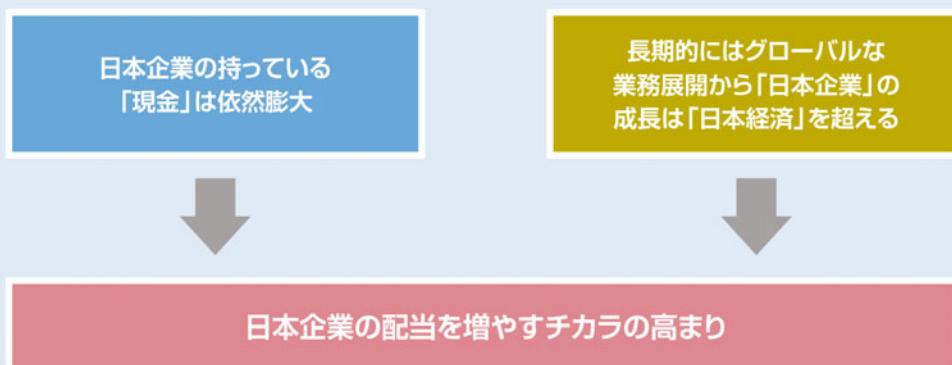 日本企業の持っている
「現金」は依然膨大
長期的にはグローバルな
業務展開から「日本企業」の
成長は「日本経済」を超える
日本企業の配当を増やすチカラの高まり